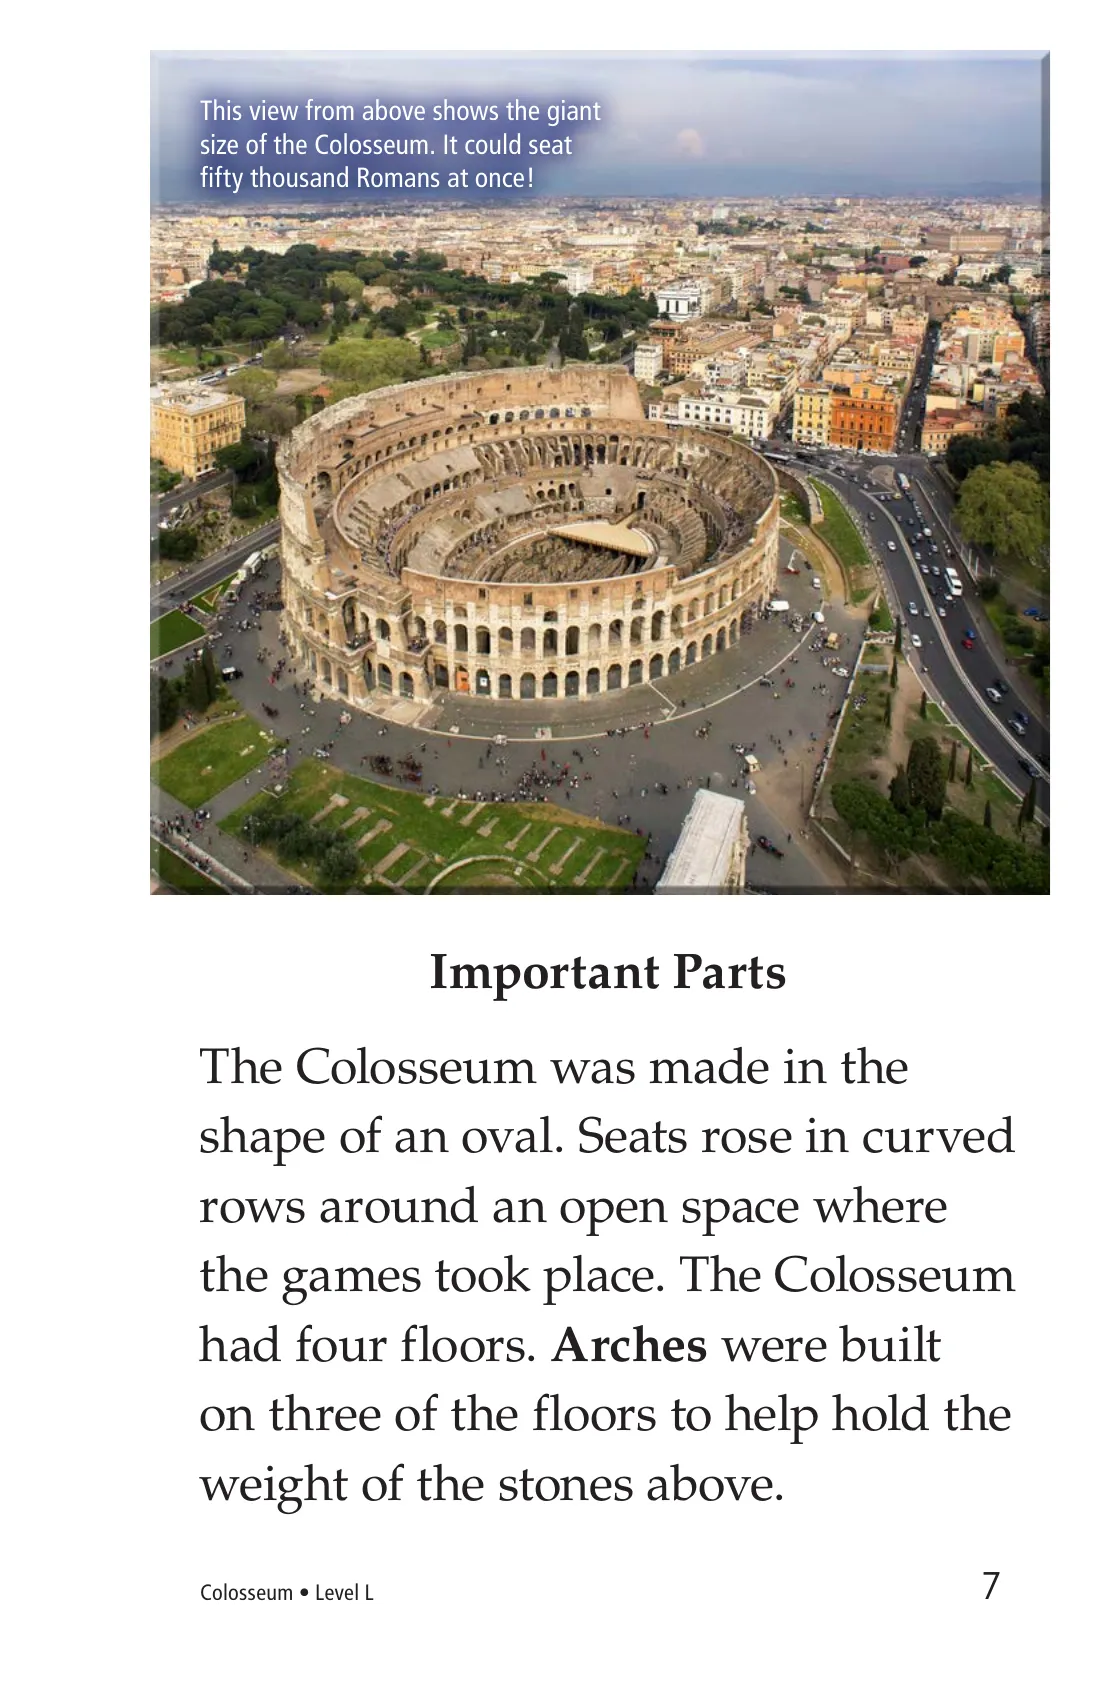 This view from above shows the giant
size of the Colosseum. It could seat
fifty thousand Romans at once!
Important Parts
The Colosseum was made in the
shape of an oval. Seats rose in curved
rows around an open space where
the games took place. The Colosseum
had four floors. Arches were built
on three of the floors to help hold the
weight of the stones above.
Colosseum • Level L
7